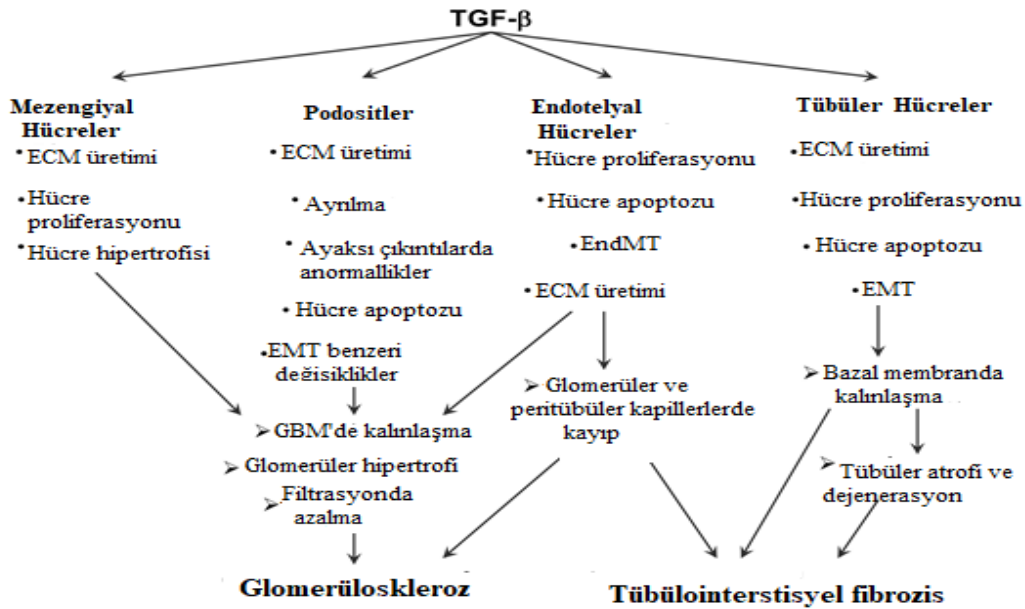 TGF-β
Mezengiyal
Hücreler
• ECM üretimi
• Hücre
proliferasyonu
• Hücre hipertrofisi
Podositler
• ECM üretimi
• Ayrılma
• Ayaksı çıkıntılarda
anormallikler
• Hücre apoptozu
• EMT benzeri
değisiklikler
Endotelyal
Hücreler
• Hücre proliferasyonu
• Hücre apoptozu
• EndMT
• ECM üretimi
Tübüler Hücreler
• ECM üretimi
• Hücre proliferasyonu
• Hücre apoptozu
• EMT
➢ GBM'de kalınlaşma
➢ Glomerüler hipertrofi
➢ Filtrasyonda
azalma
➢ Glomerüler ve
peritübüler kapillerlerde
kayıp
➢ Bazal membranda
kalınlaşma
➢ Tübüler atrofi ve
dejenerasyon
Glomerüloskleroz
Tübülointerstisyel fibrozis